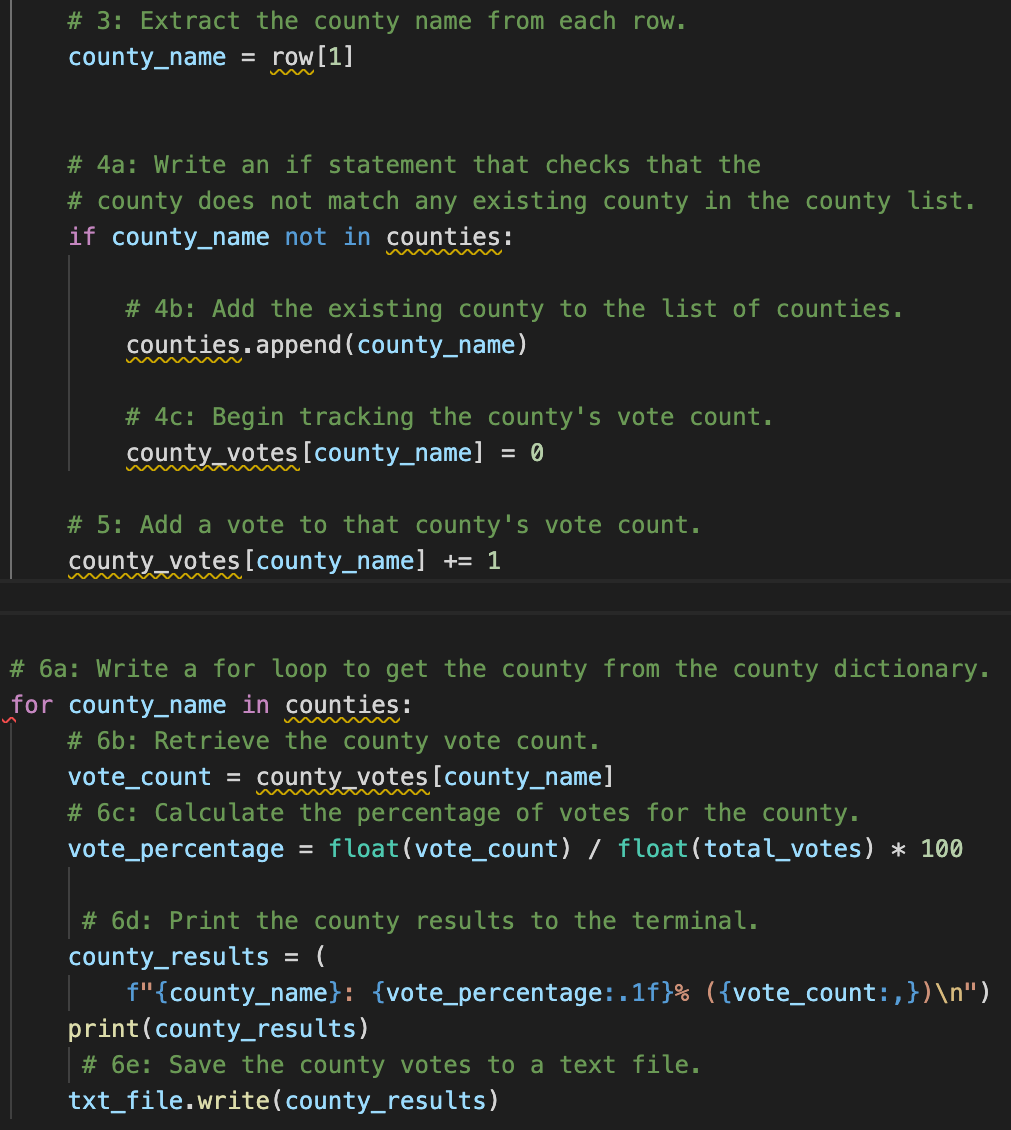 # 3: Extract the county name from each row.
county_name = row[1]
# 4a: Write an if statement that checks that the
# county does not match any existing county in the county list.
if county_name not in counties:
# 4b: Add the existing county to the list of counties.
counties.append(county_name)
# 4c: Begin tracking the county's vote count.
county_votes[county_name] = 0
# 5: Add a vote to that county's vote count.
county_votes[county_name] += 1
# 6a: Write a for loop to get the county from the county dictionary.
for county_name in counties:
# 6b: Retrieve the county vote count.
vote_count = county_votes[county_name]
# 6c: Calculate the percentage of votes for the county.
vote_percentage = float(vote_count) / float(total_votes) * 100
# 6d: Print the county results to the terminal.
county_results = (
f"{county_name}: {vote_percentage:.1f}% ({vote_count:,})\n")
print(county_results)
# 6e: Save the county votes to a text file.
txt_file.write(county_results)